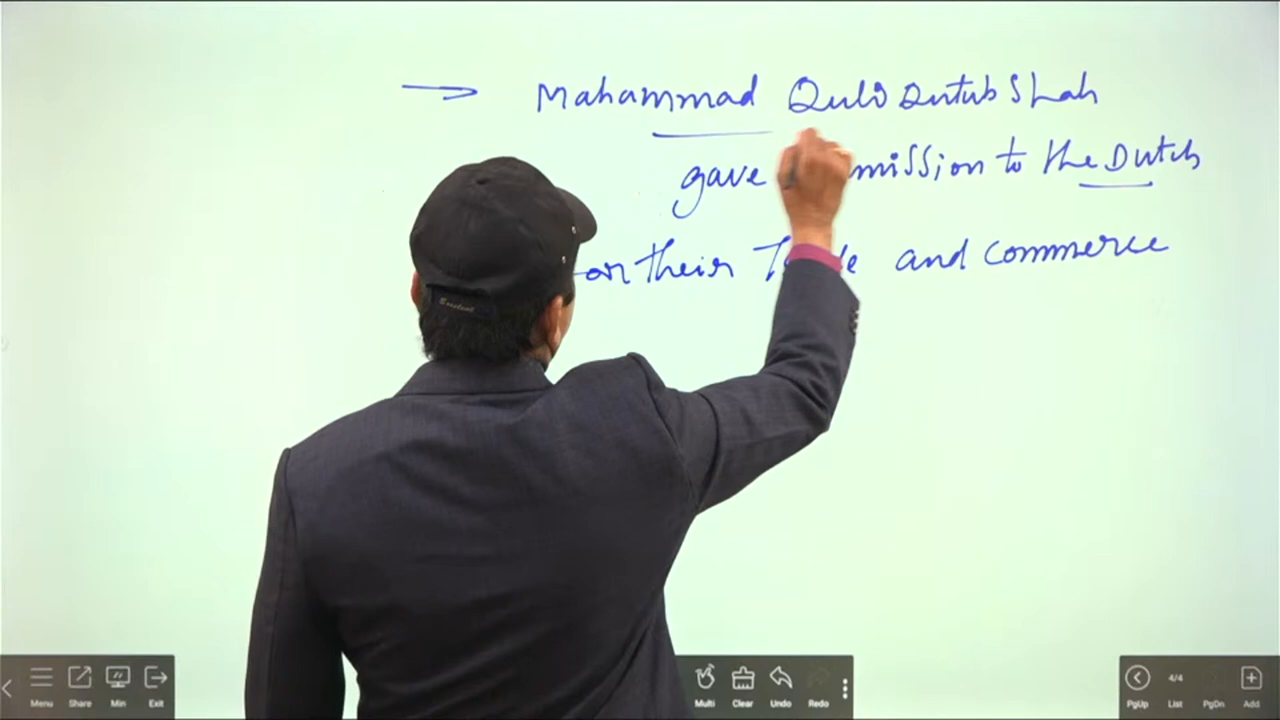 → Mahammad Quli Qutub Shah
gave mission to the Dutch
on their and commerce
Menu
Share
Min
Exit
Multi
Clear
Undo
Redo
PgUp
4/4
List
PgDn
Add